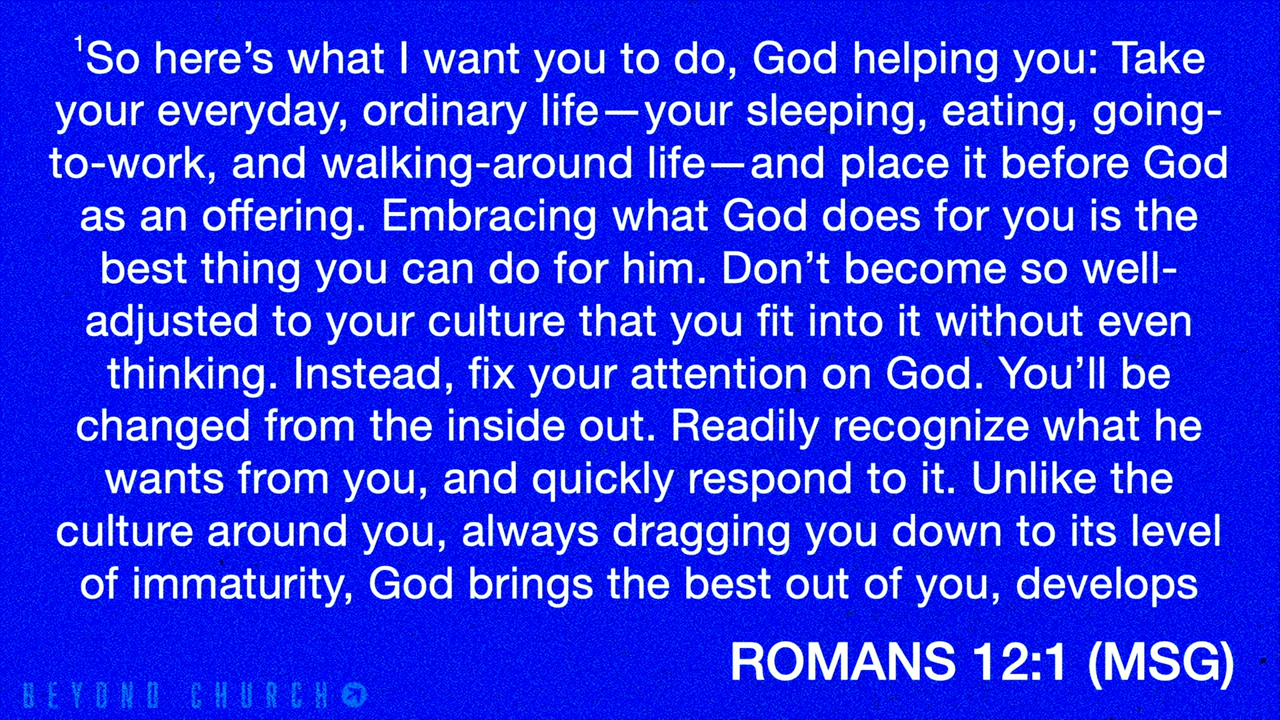 ¹So here’s what I want you to do, God helping you: Take
your everyday, ordinary life—your sleeping, eating, going-
to-work, and walking-around life—and place it before God
as an offering. Embracing what God does for you is the
best thing you can do for him. Don’t become so well-
adjusted to your culture that you fit into it without even
thinking. Instead, fix your attention on God. You’ll be
changed from the inside out. Readily recognize what he
wants from you, and quickly respond to it. Unlike the
culture around you, always dragging you down to its level
of immaturity, God brings the best out of you, develops
ROMANS 12:1 (MSG)
BEYOND CHURCH